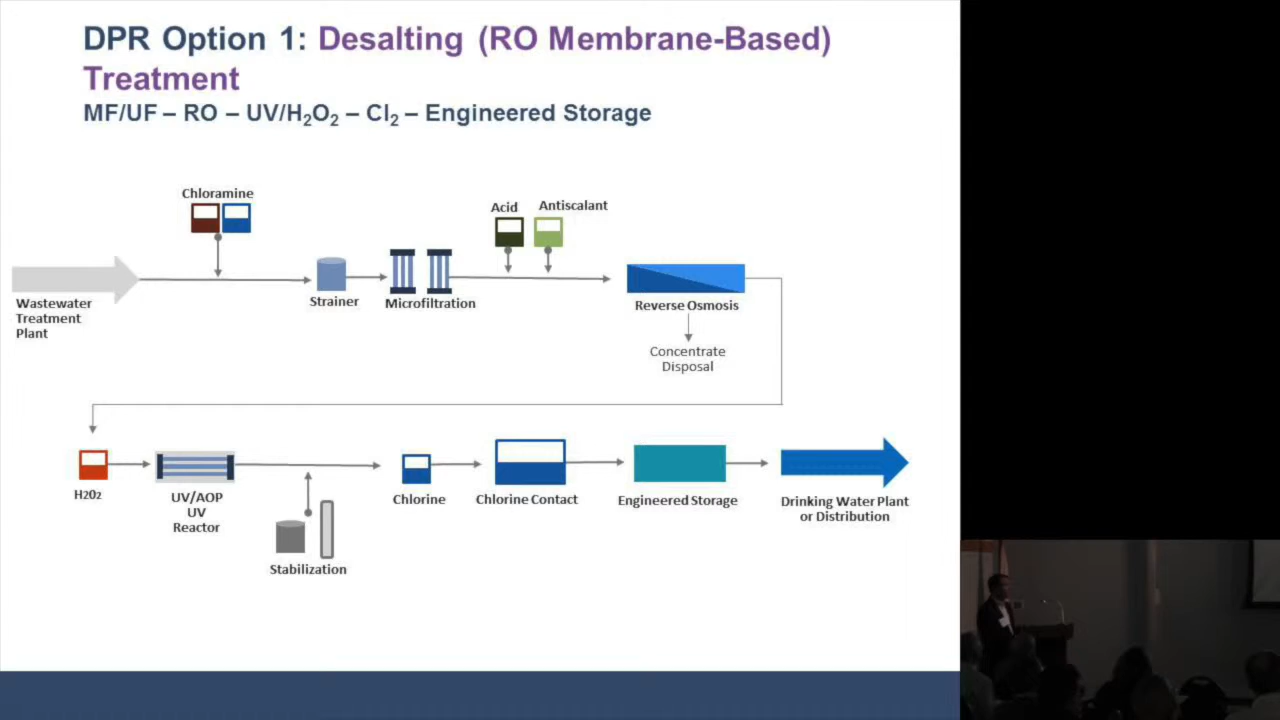 DPR Option 1: Desalting (RO Membrane-Based)
Treatment
MF/UF – RO – UV/H₂O₂ – Cl₂ – Engineered Storage
Chloramine
Acid
Antiscalant
Wastewater
Treatment
Plant
Strainer
Microfiltration
Reverse Osmosis
Concentrate
Disposal
H2O₂
UV/AOP
UV
Reactor
Stabilization
Chlorine
Chlorine Contact
Engineered Storage
Drinking Water Plant
or Distribution